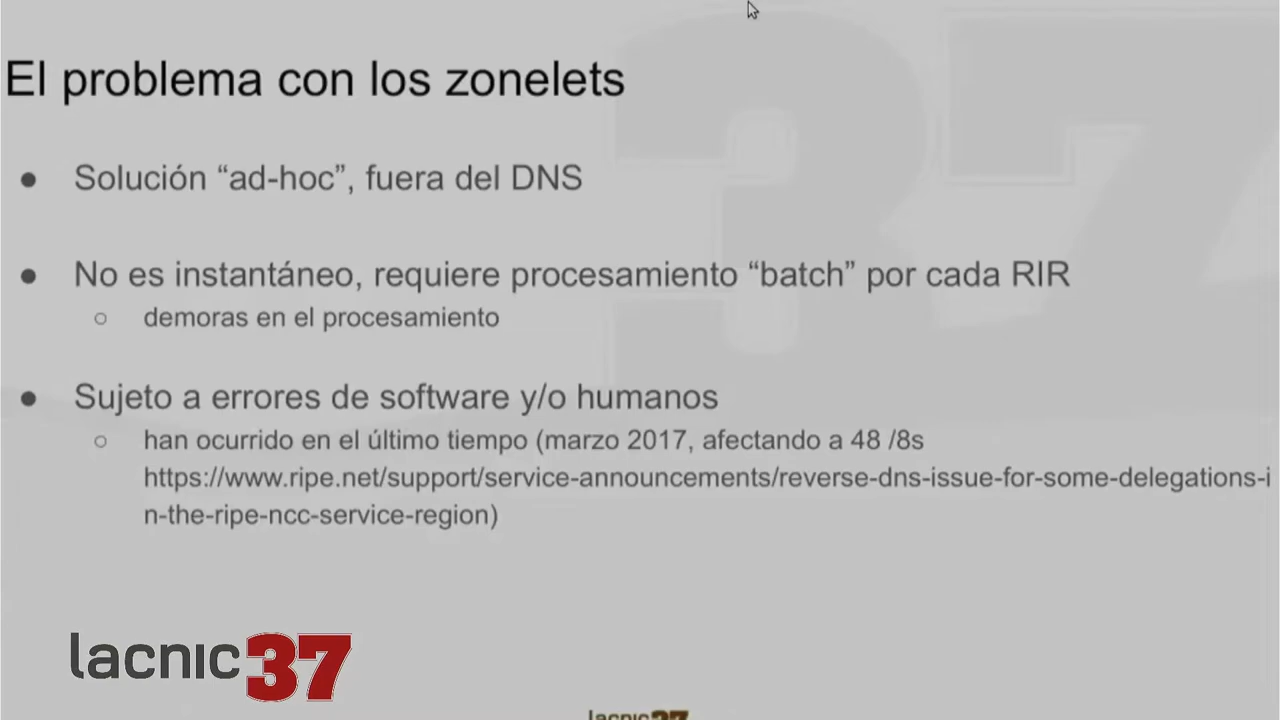 El problema con los zonelets
● Solución “ad-hoc”, fuera del DNS
● No es instantáneo, requiere procesamiento “batch” por cada RIR
○ demoras en el procesamiento
● Sujeto a errores de software y/o humanos
○ han ocurrido en el último tiempo (marzo 2017, afectando a 48 /8s
https://www.ripe.net/support/service-announcements/reverse-dns-issue-for-some-delegations-i
n-the-ripe-ncc-service-region)
lacnic37
lacnic37